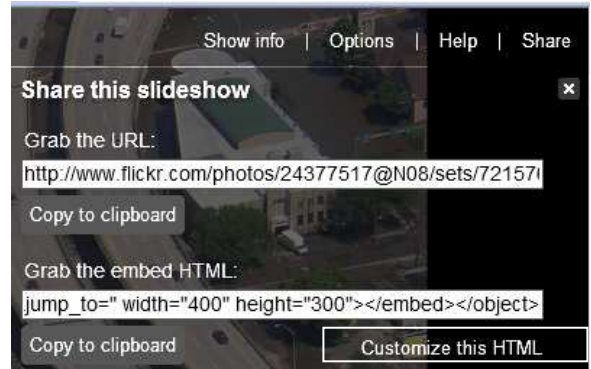 Show info | Options | Help | Share
Share this slideshow
Grab the URL:
http://www.flickr.com/photos/24377517@N08/sets/72157
Copy to clipboard
Grab the embed HTML:
jump_to=" width="400" height="300"></embed></object>
Copy to clipboard
Customize this HTML